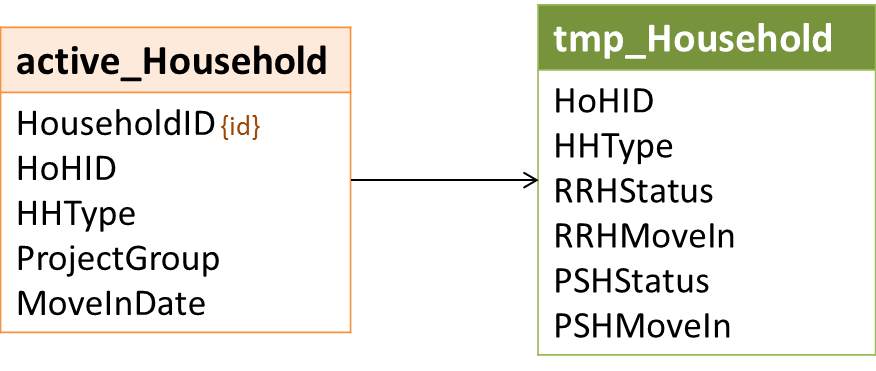 active_Household
HouseholdID {id}
HoHID
HHType
ProjectGroup
MoveInDate
tmp_Household
HoHID
HHType
RRHStatus
RRHMoveIn
PSHStatus
PSHMoveIn